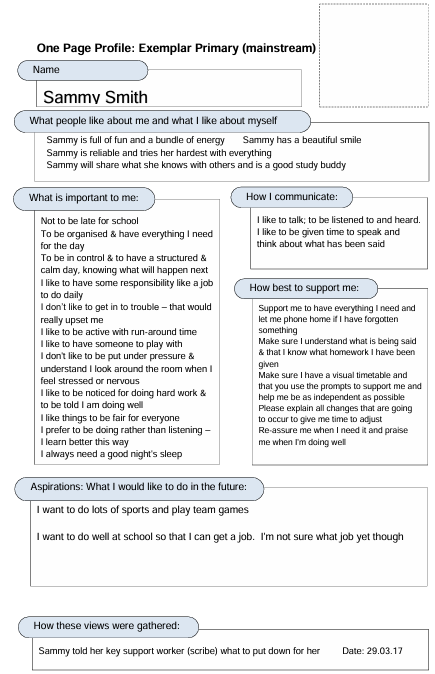 One Page Profile: Exemplar Primary (mainstream)
Name
Sammy Smith
What people like about me and what I like about myself
Sammy is full of fun and a bundle of energy Sammy has a beautiful smile
Sammy is reliable and tries her hardest with everything
Sammy will share what she knows with others and is a good study buddy
What is important to me:
Not to be late for school
To be organised & have everything I need
for the day
To be in control & to have a structured &
calm day, knowing what will happen next
I like to have some responsibility like a job
to do daily
I don't like to get in to trouble – that would
really upset me
I like to be active with run-around time
I like to have someone to play with
I don't like to be put under pressure &
understand I look around the room when I
feel stressed or nervous
I like to be noticed for doing hard work &
to be told I am doing well
I like things to be fair for everyone
I prefer to be doing rather than listening –
I learn better this way
I always need a good night's sleep
How I communicate:
I like to talk; to be listened to and heard.
I like to be given time to speak and
think about what has been said
How best to support me:
Support me to have everything I need and
let me phone home if I have forgotten
something
Make sure I understand what is being said
& that I know what homework I have been
given
Make sure I have a visual timetable and
that you use the prompts to support me and
help me be as independent as possible
Please explain all changes that are going
to occur to give me time to adjust
Re-assure me when I need it and praise
me when I'm doing well
Aspirations: What I would like to do in the future:
I want to do lots of sports and play team games
I want to do well at school so that I can get a job. I'm not sure what job yet though
How these views were gathered:
Sammy told her key support worker (scribe) what to put down for her Date: 29.03.17